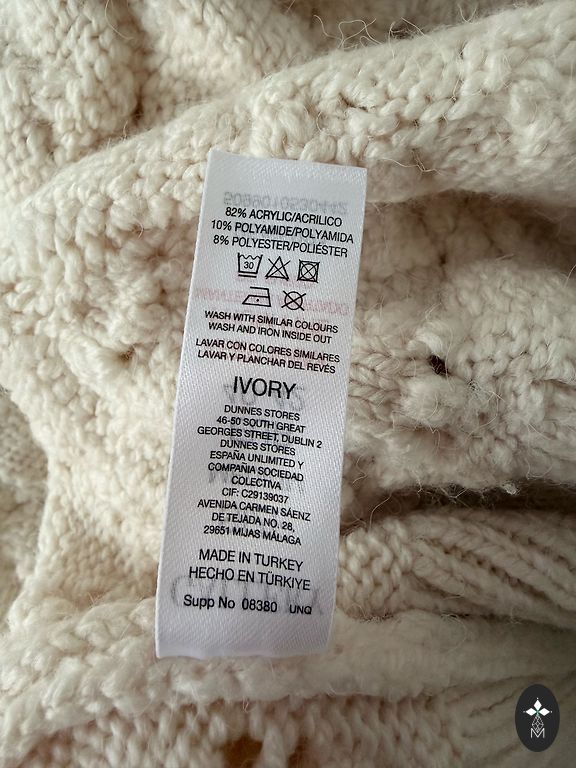 82% ACRYLIC/ACRILICO
10% POLYAMIDE/POLYAMIDA
8% POLYESTER/POLIÉSTER
30
WASH WITH SIMILAR COLOURS
WASH AND IRON INSIDE OUT
LAVAR CON COLORES SIMILARES
LAVAR Y PLANCHAR DEL REVÉS
IVORY
DUNNES STORES
46-50 SOUTH GREAT
GEORGES STREET, DUBLIN 2
DUNNES STORES
ESPAÑA UNLIMITED Y
COMPAÑIA SOCIEDAD
COLECTIVA
CIF: C29139037
AVENIDA CARMEN SÁENZ
DE TEJADA NO. 28,
29651 MIJAS MÁLAGA
MADE IN TURKEY
HECHO EN TÜRKIYE
Supp No 08380 UNQ